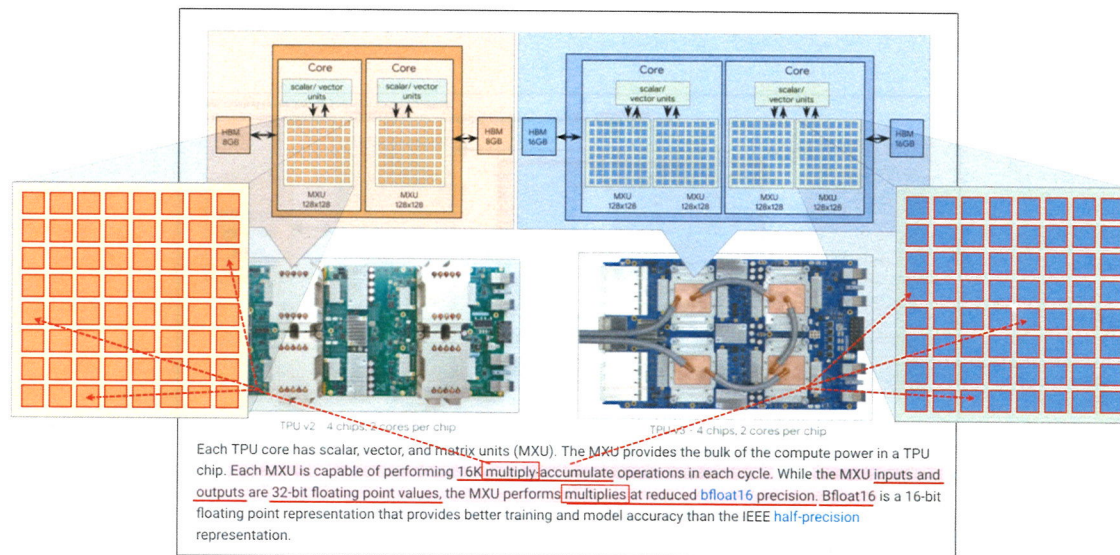 Core
Core
scalar/ vector
units
scalar/ vector
units
HBM
8GB
HBM
8GB
MXU
128x128
MXU
128x128
Core
Core
scalar/
vector units
scalar/
vector units
HBM
16GB
HBM
16GB
MXU
128x128
MXU
128x128
MXU
128x128
MXU
128x128
TPU v2 - 4 chips, 2 cores per chip
TPU v3 - 4 chips, 2 cores per chip
Each TPU core has scalar, vector, and matrix units (MXU). The MXU provides the bulk of the compute power in a TPU
chip. Each MXU is capable of performing 16K multiply-accumulate operations in each cycle. While the MXU inputs and
outputs are 32-bit floating point values, the MXU performs multiplies at reduced bfloat16 precision. Bfloat16 is a 16-bit
floating point representation that provides better training and model accuracy than the IEEE half-precision
representation.